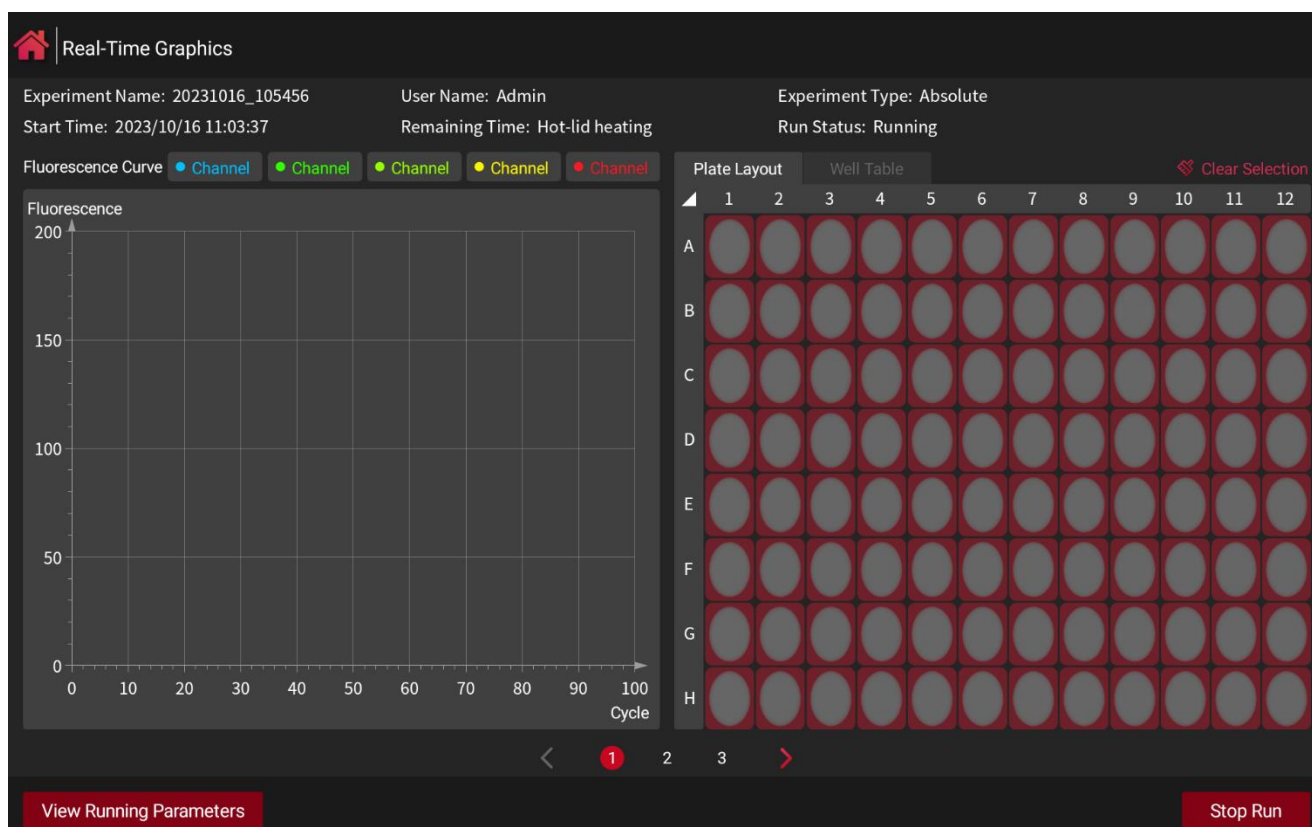 Real-Time Graphics
Experiment Name: 20231016_105456
User Name: Admin
Experiment Type: Absolute
Start Time: 2023/10/16 11:03:37
Remaining Time: Hot-lid heating
Run Status: Running
Fluorescence Curve
Channel
Channel
Channel
Channel
Channel
Fluorescence
200
150
100
50
0
0 10 20 30 40 50 60 70 80 90 100
Cycle
Plate Layout
Well Table
Clear Selection
1 2 3 4 5 6 7 8 9 10 11 12
A
B
C
D
E
F
G
H
1 2 3
View Running Parameters
Stop Run